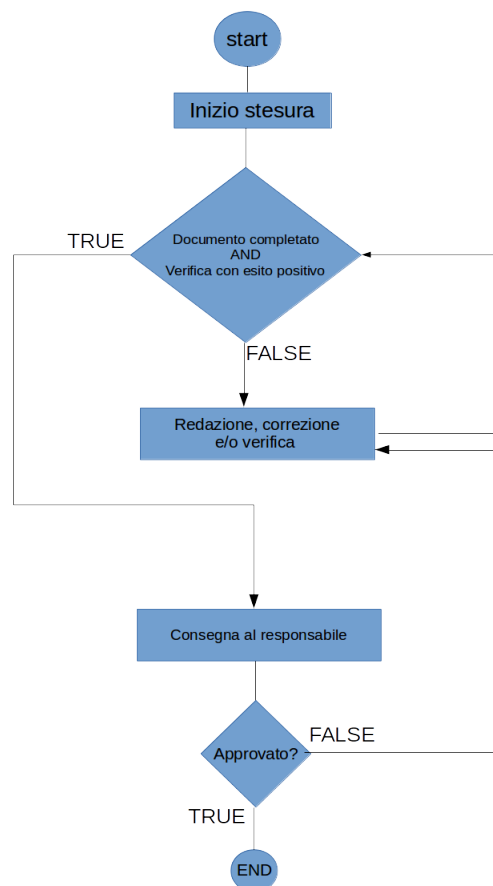 start
Inizio stesura
TRUE
Documento completato
AND
Verifica con esito positivo
FALSE
Redazione, correzione
e/o verifica
Consegna al responsabile
Approvato?
FALSE
TRUE
END